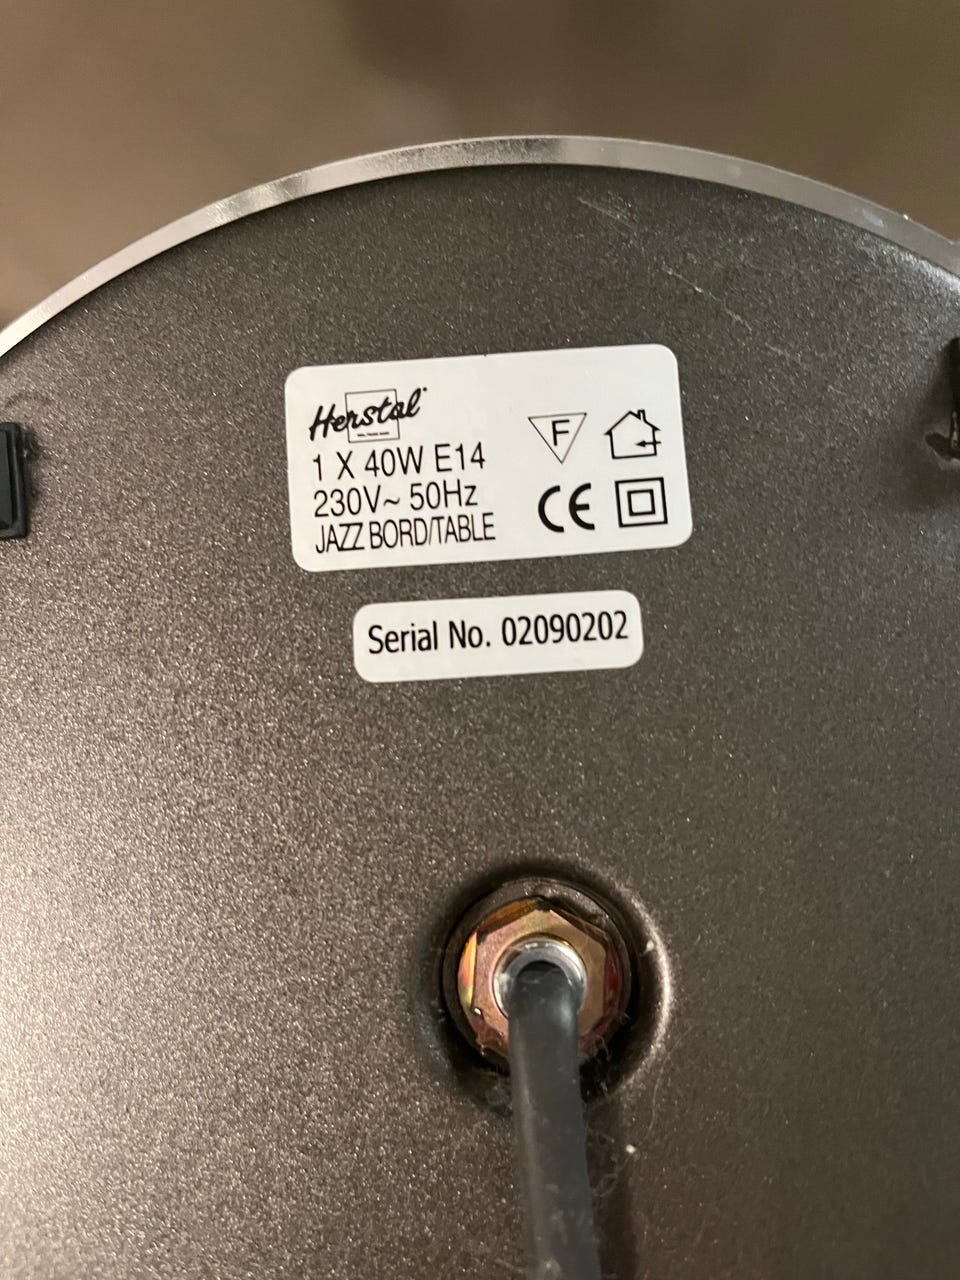 Herstal
1 X 40W E14
230V~ 50Hz
JAZZ BORD/TABLE
F
CE
Serial No. 02090202